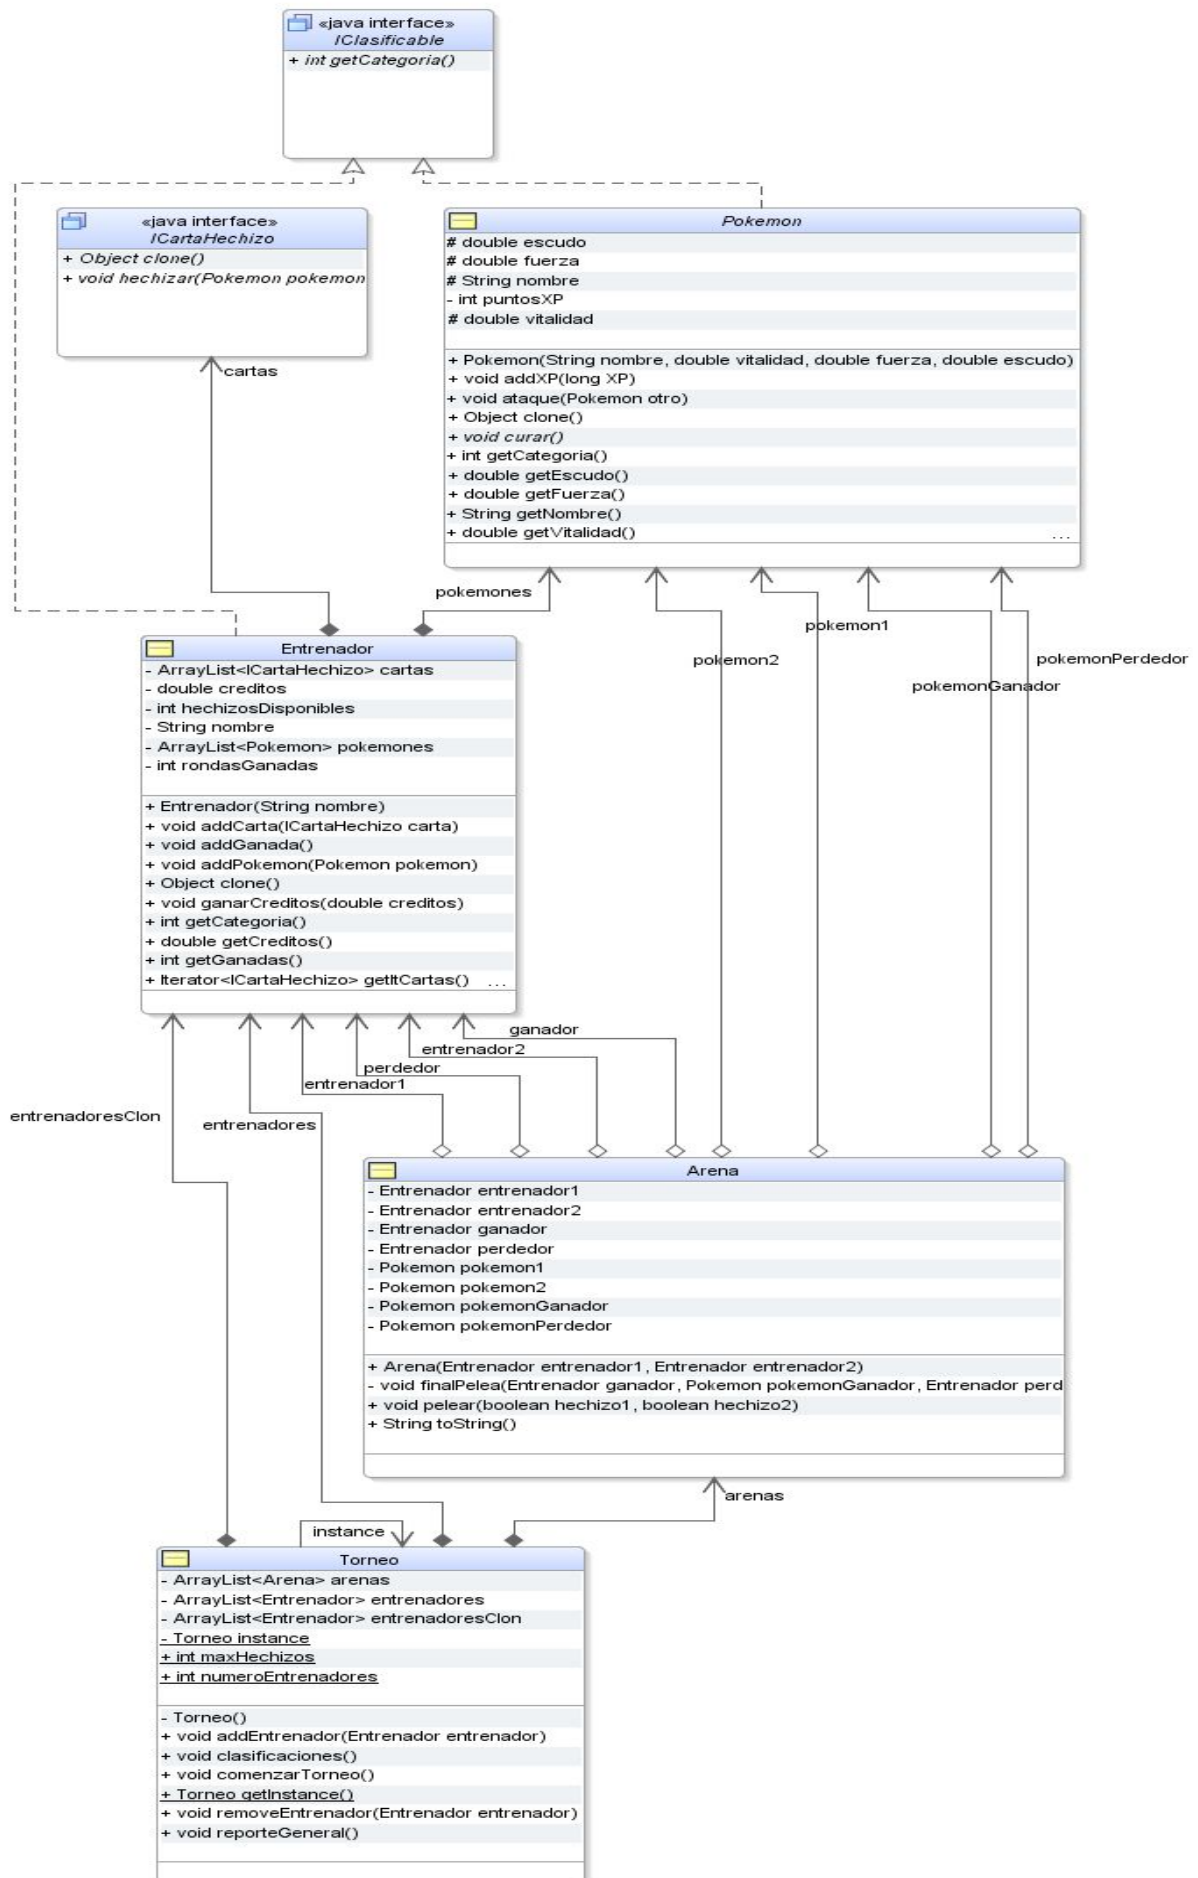 «java interface»
IClasificable
+ int getCategoria()
«java interface»
ICartaHechizo
+ Object clone()
+ void hechizar(Pokemon pokemon
Pokemon
# double escudo
# double fuerza
# String nombre
- int puntosXP
# double vitalidad
+ Pokemon(String nombre, double vitalidad, double fuerza, double escudo)
+ void addXP(long XP)
+ void ataque(Pokemon otro)
+ Object clone()
+ void curar()
+ int getCategoria()
+ double getEscudo()
+ double getFuerza()
+ String getNombre()
+ double getVitalidad() ...
cartas
pokemones
pokemon1
pokemon2
pokemonPerdedor
pokemonGanador
Entrenador
- ArrayList<ICartaHechizo> cartas
- double creditos
- int hechizosDisponibles
- String nombre
- ArrayList<Pokemon> pokemones
- int rondasGanadas
+ Entrenador(String nombre)
+ void addCarta(ICartaHechizo carta)
+ void addGanada()
+ void addPokemon(Pokemon pokemon)
+ Object clone()
+ void ganarCreditos(double creditos)
+ int getCategoria()
+ double getCreditos()
+ int getGanadas()
+ Iterator<ICartaHechizo> getItCartas() ...
ganador
entrenador2
perdedor
entrenador1
entrenadoresClon
entrenadores
Arena
- Entrenador entrenador1
- Entrenador entrenador2
- Entrenador ganador
- Entrenador perdedor
- Pokemon pokemon1
- Pokemon pokemon2
- Pokemon pokemonGanador
- Pokemon pokemonPerdedor
+ Arena(Entrenador entrenador1, Entrenador entrenador2)
- void finalPelea(Entrenador ganador, Pokemon pokemonGanador, Entrenador perd
+ void pelear(boolean hechizo1, boolean hechizo2)
+ String toString()
arenas
instance
Torneo
- ArrayList<Arena> arenas
- ArrayList<Entrenador> entrenadores
- ArrayList<Entrenador> entrenadoresClon
- Torneo instance
+ int maxHechizos
+ int numeroEntrenadores
- Torneo()
+ void addEntrenador(Entrenador entrenador)
+ void clasificaciones()
+ void comenzarTorneo()
+ Torneo getInstance()
+ void removeEntrenador(Entrenador entrenador)
+ void reporteGeneral()